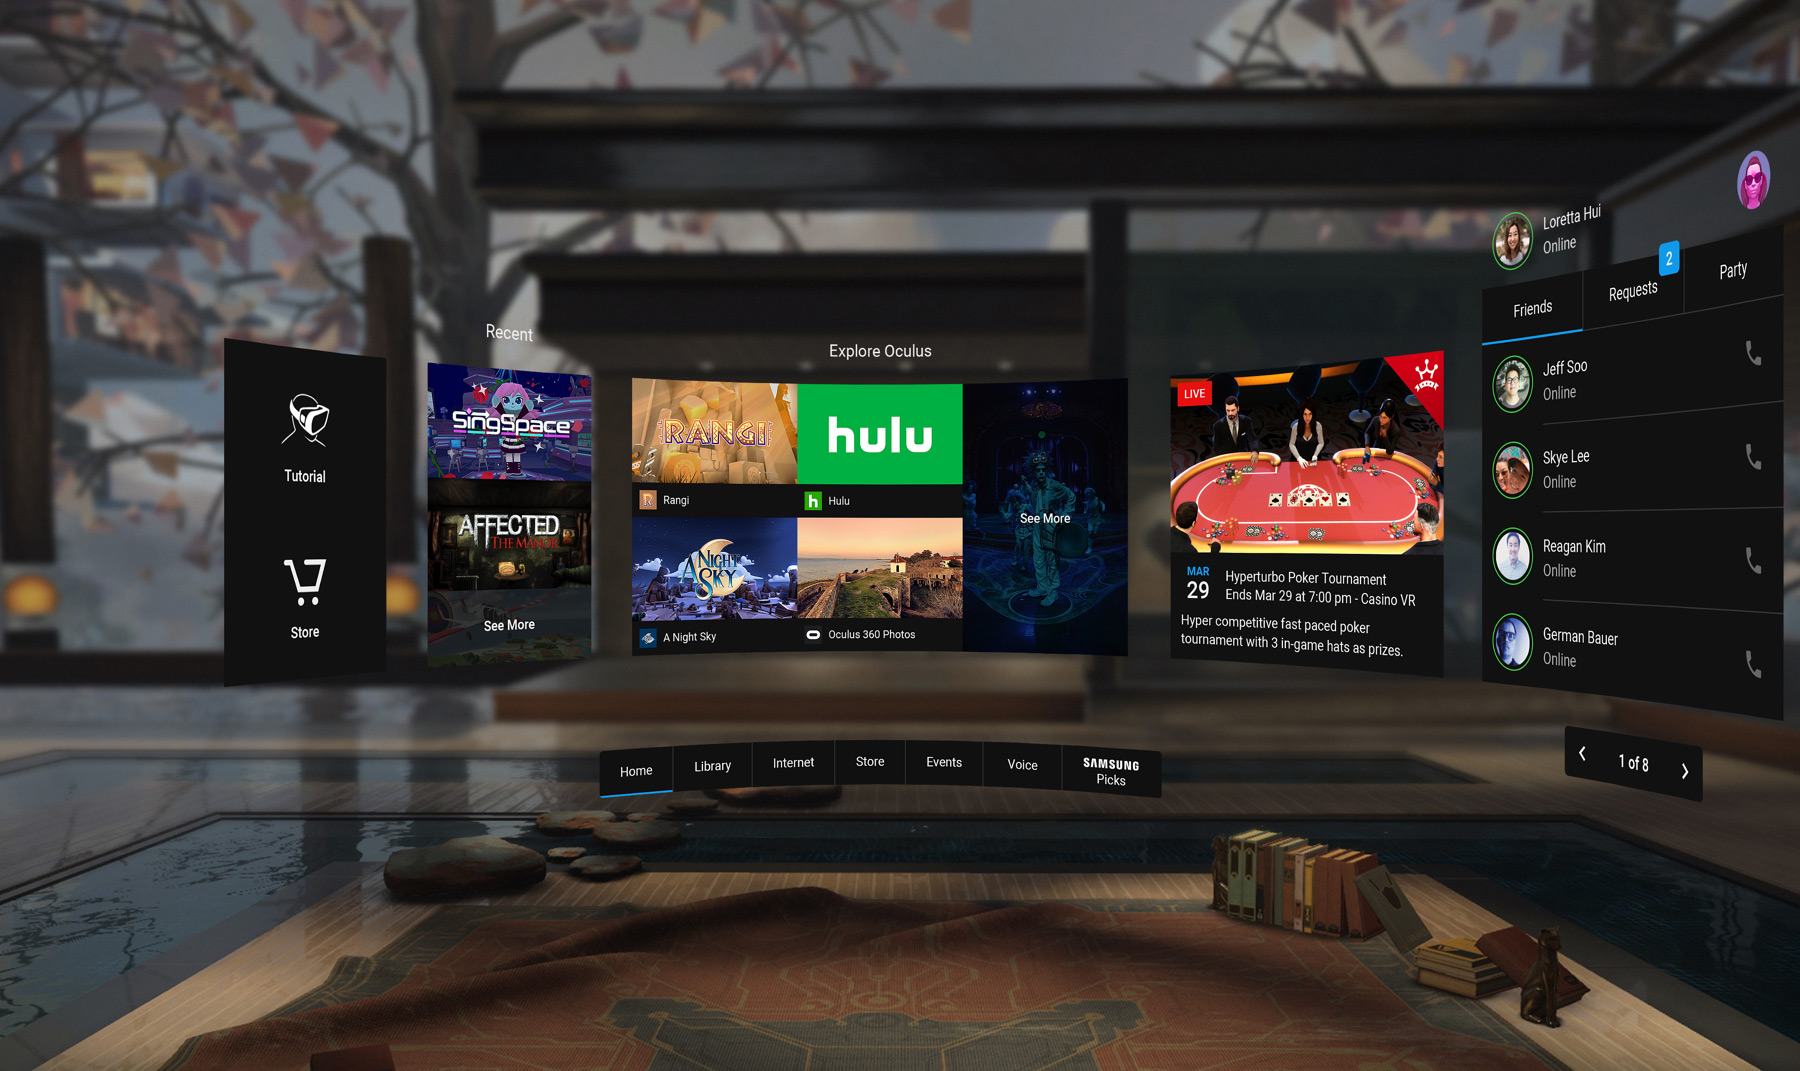 Tutorial
Store
Recent
SingSpace
AFFECTED
THE MANOR
See More
Explore Oculus
RANGI
R
Rangi
hulu
h
Hulu
A NIGHT
SKY
A Night Sky
Oculus 360 Photos
See More
LIVE
MAR
29
Hyperturbo Poker Tournament
Ends Mar 29 at 7:00 pm - Casino VR
Hyper competitive fast paced poker
tournament with 3 in-game hats as prizes.
Loretta Hui
Online
Friends
Requests
2
Party
Jeff Soo
Online
Skye Lee
Online
Reagan Kim
Online
German Bauer
Online
1 of 8
Home
Library
Internet
Store
Events
Voice
SAMSUNG
Picks